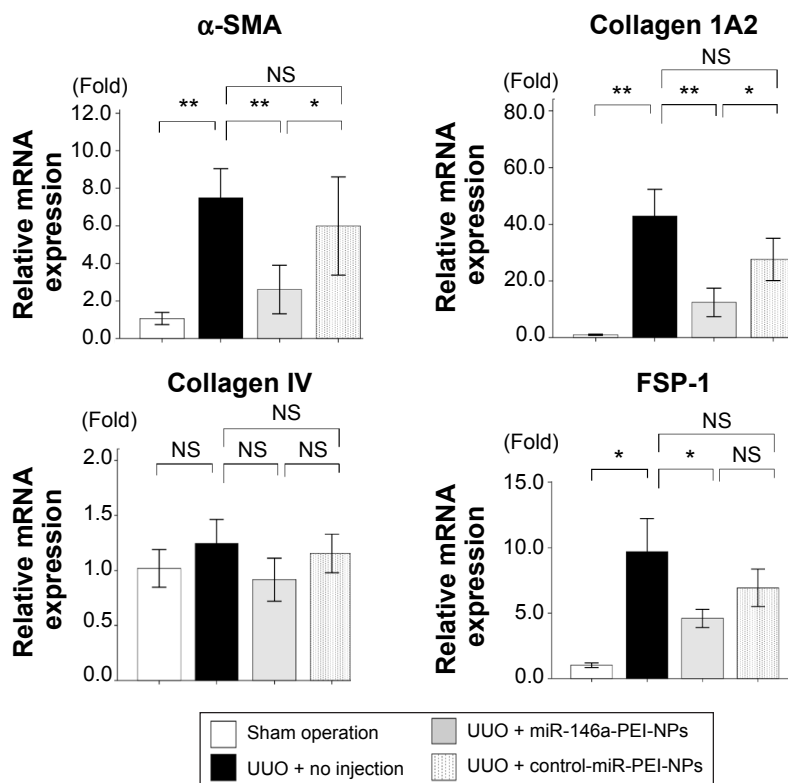 α-SMA
(Fold)
NS
** ** *
12.0
10.0
8.0
6.0
4.0
2.0
0.0
Relative mRNA
expression
Collagen 1A2
(Fold)
NS
** ** *
80.0
60.0
40.0
20.0
0.0
Relative mRNA
expression
Collagen IV
(Fold)
NS
NS NS NS
2.0
1.5
1.0
0.5
0.0
Relative mRNA
expression
FSP-1
(Fold)
NS
* * NS
15.0
10.0
5.0
0.0
Relative mRNA
expression
Sham operation
UUO + no injection
UUO + miR-146a-PEI-NPs
UUO + control-miR-PEI-NPs